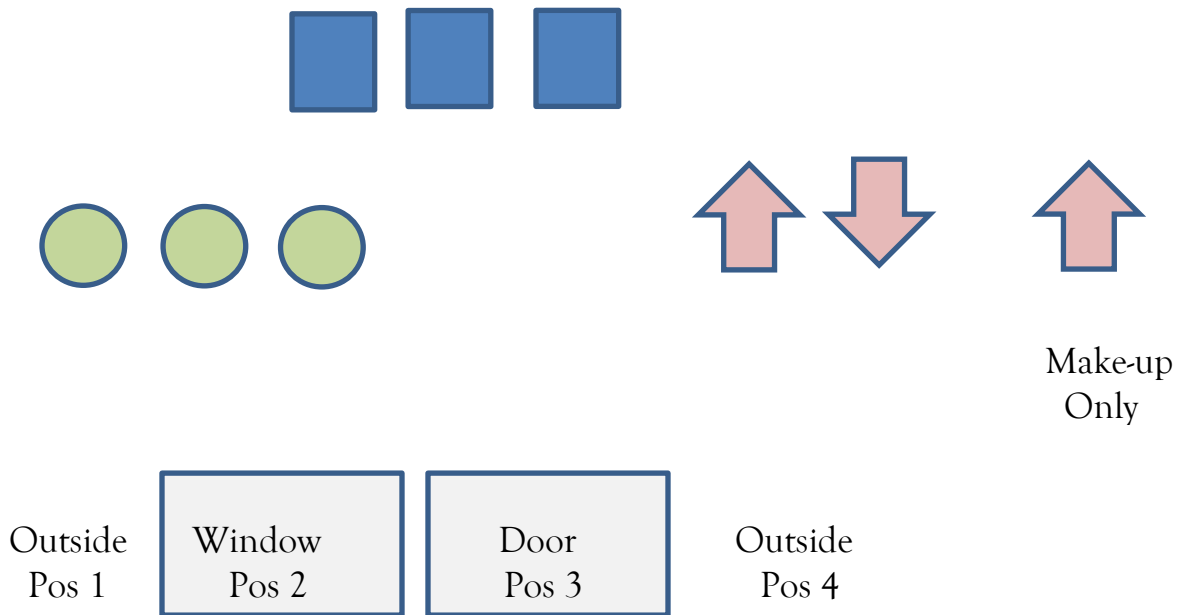 Make-up
Only
Outside
Pos 1
Window
Pos 2
Door
Pos 3
Outside
Pos 4